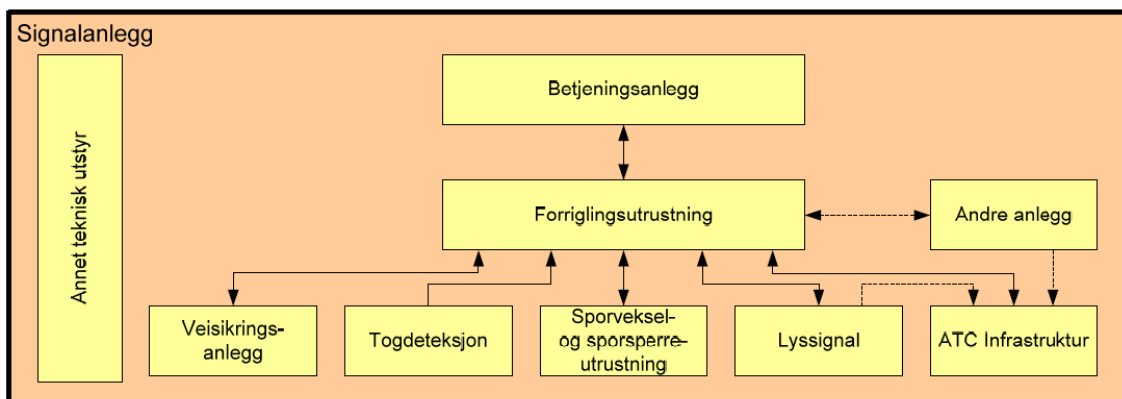 Signalanlegg
Annet teknisk utstyr
Betjeningsanlegg
Forriglingsutrustning
Andre anlegg
Veisikrings-
anlegg
Togdeteksjon
Sporveksel-
og sporsperre-
utrustning
Lyssignal
ATC Infrastruktur